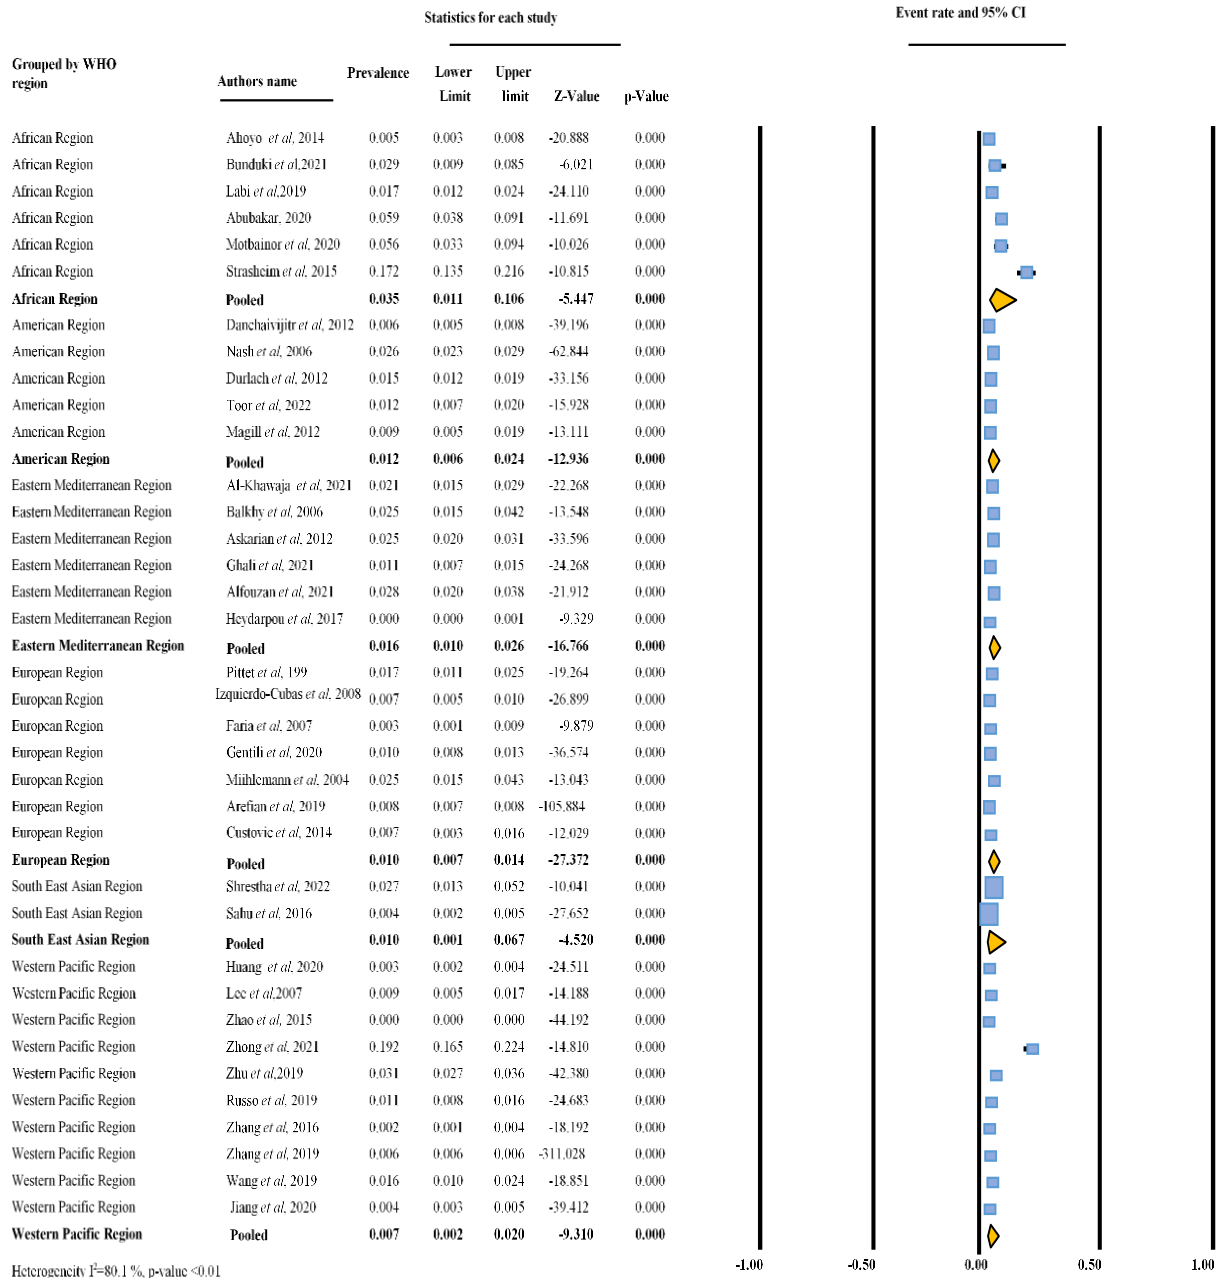 Statistics for each study
Event rate and 95% CI
Grouped by WHO region
Authors name
Prevalence
Lower Limit
Upper limit
Z-Value
p-Value
African Region Ahoyo et al, 2014 0.005 0.003 0.008 -20.888 0.000
African Region Bunduki et al,2021 0.029 0.009 0.085 -6.021 0.000
African Region Labi et al,2019 0.017 0.012 0.024 -24.110 0.000
African Region Abubakar, 2020 0.059 0.038 0.091 -11.691 0.000
African Region Motbainor et al, 2020 0.056 0.033 0.094 -10.026 0.000
African Region Strasheim et al, 2015 0.172 0.135 0.216 -10.815 0.000
African Region Pooled 0.035 0.011 0.106 -5.447 0.000
American Region Danchaivijitr et al, 2012 0.006 0.005 0.008 -39.196 0.000
American Region Nash et al, 2006 0.026 0.023 0.029 -62.844 0.000
American Region Durlach et al, 2012 0.015 0.012 0.019 -33.156 0.000
American Region Toor et al, 2022 0.012 0.007 0.020 -15.928 0.000
American Region Magill et al, 2012 0.009 0.005 0.019 -13.111 0.000
American Region Pooled 0.012 0.006 0.024 -12.936 0.000
Eastern Mediterranean Region Al-Khawaja et al, 2021 0.021 0.015 0.029 -22.268 0.000
Eastern Mediterranean Region Balkhy et al, 2006 0.025 0.015 0.042 -13.548 0.000
Eastern Mediterranean Region Askarian et al, 2012 0.025 0.020 0.031 -33.596 0.000
Eastern Mediterranean Region Ghali et al, 2021 0.011 0.007 0.015 -24.268 0.000
Eastern Mediterranean Region Alfouzan et al, 2021 0.028 0.020 0.038 -21.912 0.000
Eastern Mediterranean Region Heydarpou et al, 2017 0.000 0.000 0.001 -9.329 0.000
Eastern Mediterranean Region Pooled 0.016 0.010 0.026 -16.766 0.000
European Region Pittet et al, 199 0.017 0.011 0.025 -19.264 0.000
European Region Izquierdo-Cubas et al, 2008 0.007 0.005 0.010 -26.899 0.000
European Region Faria et al, 2007 0.003 0.001 0.009 -9.879 0.000
European Region Gentili et al, 2020 0.010 0.008 0.013 -36.574 0.000
European Region Mühlemann et al, 2004 0.025 0.015 0.043 -13.043 0.000
European Region Arefian et al, 2019 0.008 0.007 0.008 -105.884 0.000
European Region Custovic et al, 2014 0.007 0.003 0.016 -12.029 0.000
European Region Pooled 0.010 0.007 0.014 -27.372 0.000
South East Asian Region Shrestha et al, 2022 0.027 0.013 0.052 -10.041 0.000
South East Asian Region Sahu et al, 2016 0.004 0.002 0.005 -27.652 0.000
South East Asian Region Pooled 0.010 0.001 0.067 -4.520 0.000
Western Pacific Region Huang et al, 2020 0.003 0.002 0.004 -24.511 0.000
Western Pacific Region Lee et al,2007 0.009 0.005 0.017 -14.188 0.000
Western Pacific Region Zhao et al, 2015 0.000 0.000 0.000 -44.192 0.000
Western Pacific Region Zhong et al, 2021 0.192 0.165 0.224 -14.810 0.000
Western Pacific Region Zhu et al,2019 0.031 0.027 0.036 -42.380 0.000
Western Pacific Region Russo et al, 2019 0.011 0.008 0.016 -24.683 0.000
Western Pacific Region Zhang et al, 2016 0.002 0.001 0.004 -18.192 0.000
Western Pacific Region Zhang et al, 2019 0.006 0.006 0.006 -311.028 0.000
Western Pacific Region Wang et al, 2019 0.016 0.010 0.024 -18.851 0.000
Western Pacific Region Jiang et al, 2020 0.004 0.003 0.005 -39.412 0.000
Western Pacific Region Pooled 0.007 0.002 0.020 -9.310 0.000
-1.00 -0.50 0.00 0.50 1.00
Heterogeneity I²=80.1 %, p-value <0.01